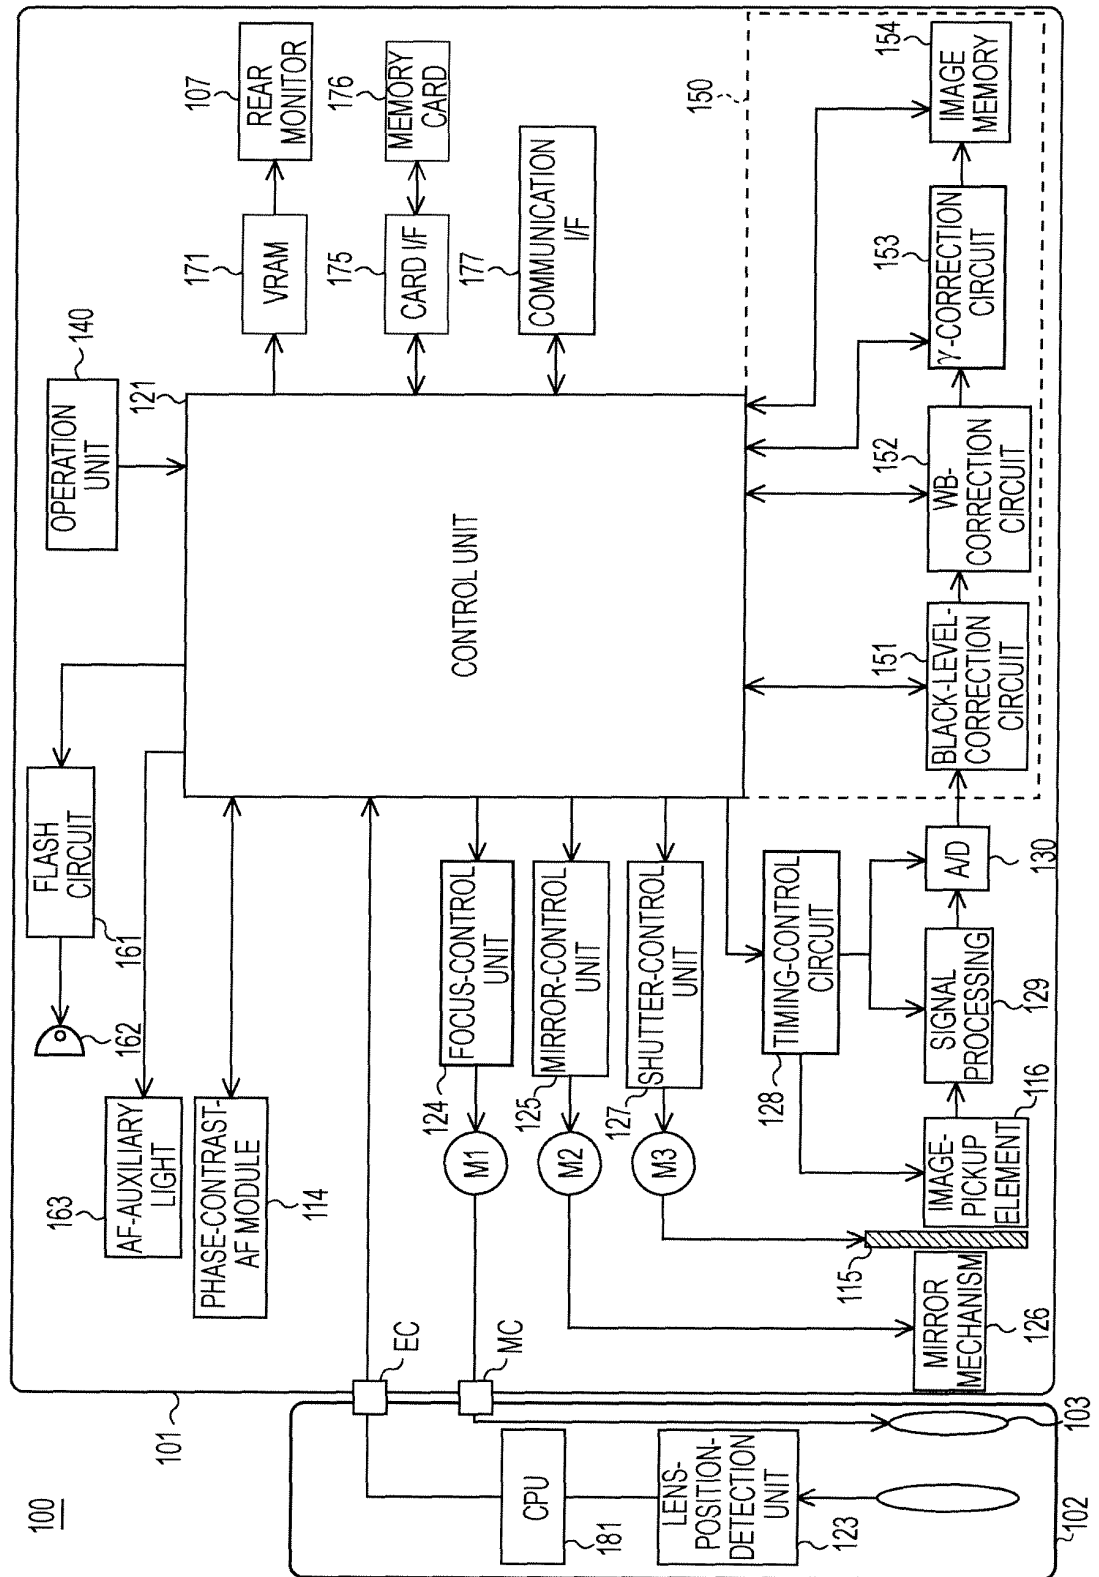 100
101
FLASH
CIRCUIT
161
162
OPERATION
UNIT
140
AF-AUXILIARY
LIGHT
163
PHASE-CONTRAST-
AF MODULE
114
121
CONTROL UNIT
VRAM
171
REAR
MONITOR
107
CARD I/F
175
MEMORY
CARD
176
COMMUNICATION
I/F
177
EC
MC
CPU
181
LENS-
POSITION-
DETECTION
UNIT
123
102
103
M1
FOCUS-CONTROL
UNIT
124
M2
MIRROR-CONTROL
UNIT
125
M3
SHUTTER-CONTROL
UNIT
127
TIMING-CONTROL
CIRCUIT
128
115
MIRROR
MECHANISM
126
IMAGE-
PICKUP
ELEMENT
116
SIGNAL
PROCESSING
129
A/D
130
150
BLACK-LEVEL-
CORRECTION
CIRCUIT
151
WB-
CORRECTION
CIRCUIT
152
γ-CORRECTION
CIRCUIT
153
IMAGE
MEMORY
154